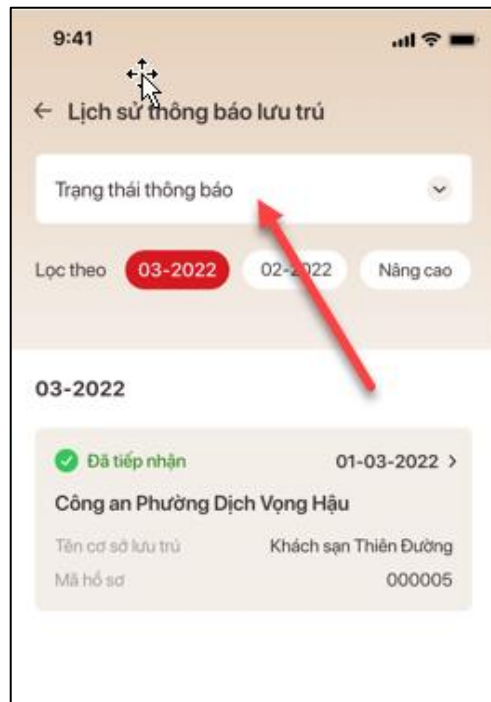 9:41
Lịch sử thông báo lưu trú
Trạng thái thông báo
Lọc theo 03-2022 02-2022 Nâng cao
03-2022
Đã tiếp nhận 01-03-2022 >
Công an Phường Dịch Vọng Hậu
Tên cơ sở lưu trú Khách sạn Thiên Đường
Mã hồ sơ 000005